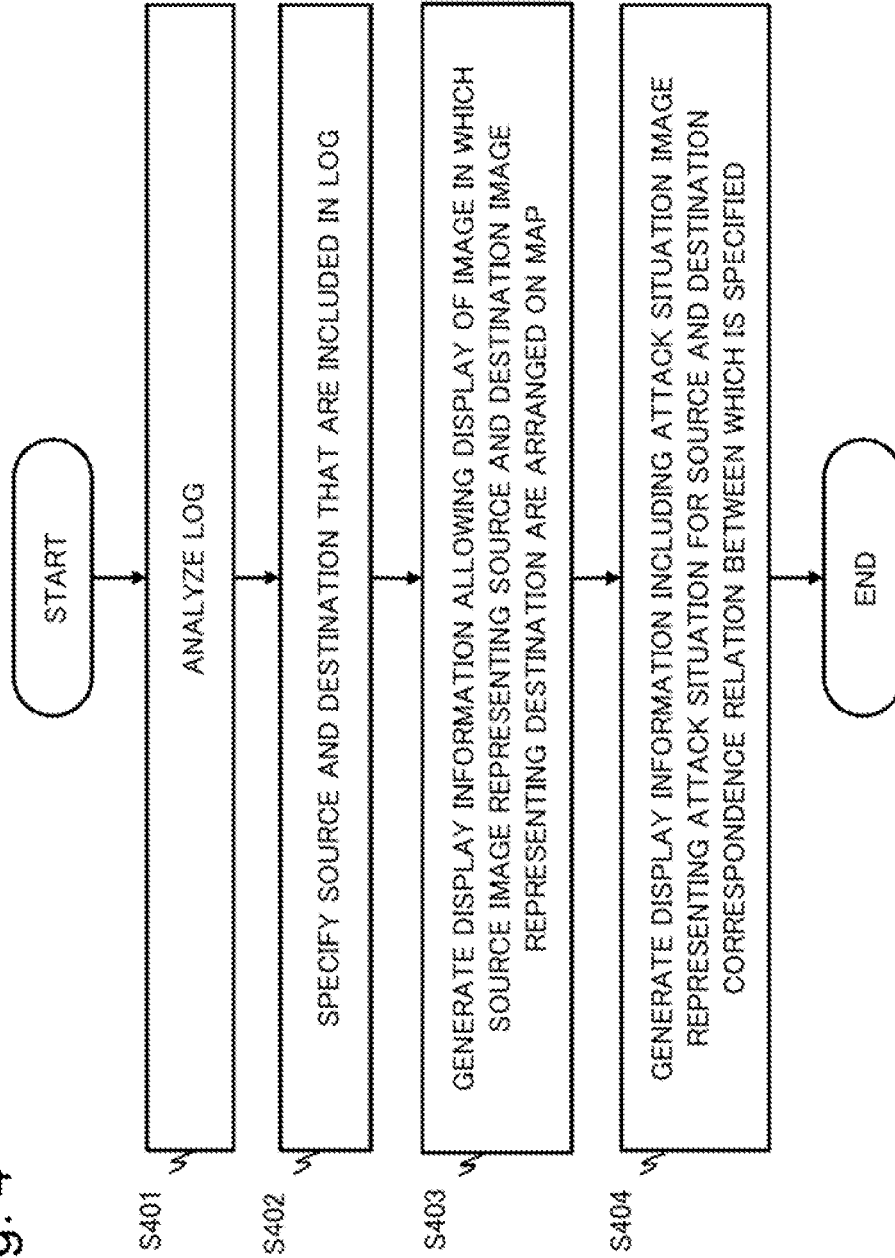 START
S401
ANALYZE LOG
S402
SPECIFY SOURCE AND DESTINATION THAT ARE INCLUDED IN LOG
S403
GENERATE DISPLAY INFORMATION ALLOWING DISPLAY OF IMAGE IN WHICH
SOURCE IMAGE REPRESENTING SOURCE AND DESTINATION IMAGE
REPRESENTING DESTINATION ARE ARRANGED ON MAP
S404
GENERATE DISPLAY INFORMATION INCLUDING ATTACK SITUATION IMAGE
REPRESENTING ATTACK SITUATION FOR SOURCE AND DESTINATION
CORRESPONDENCE RELATION BETWEEN WHICH IS SPECIFIED
END